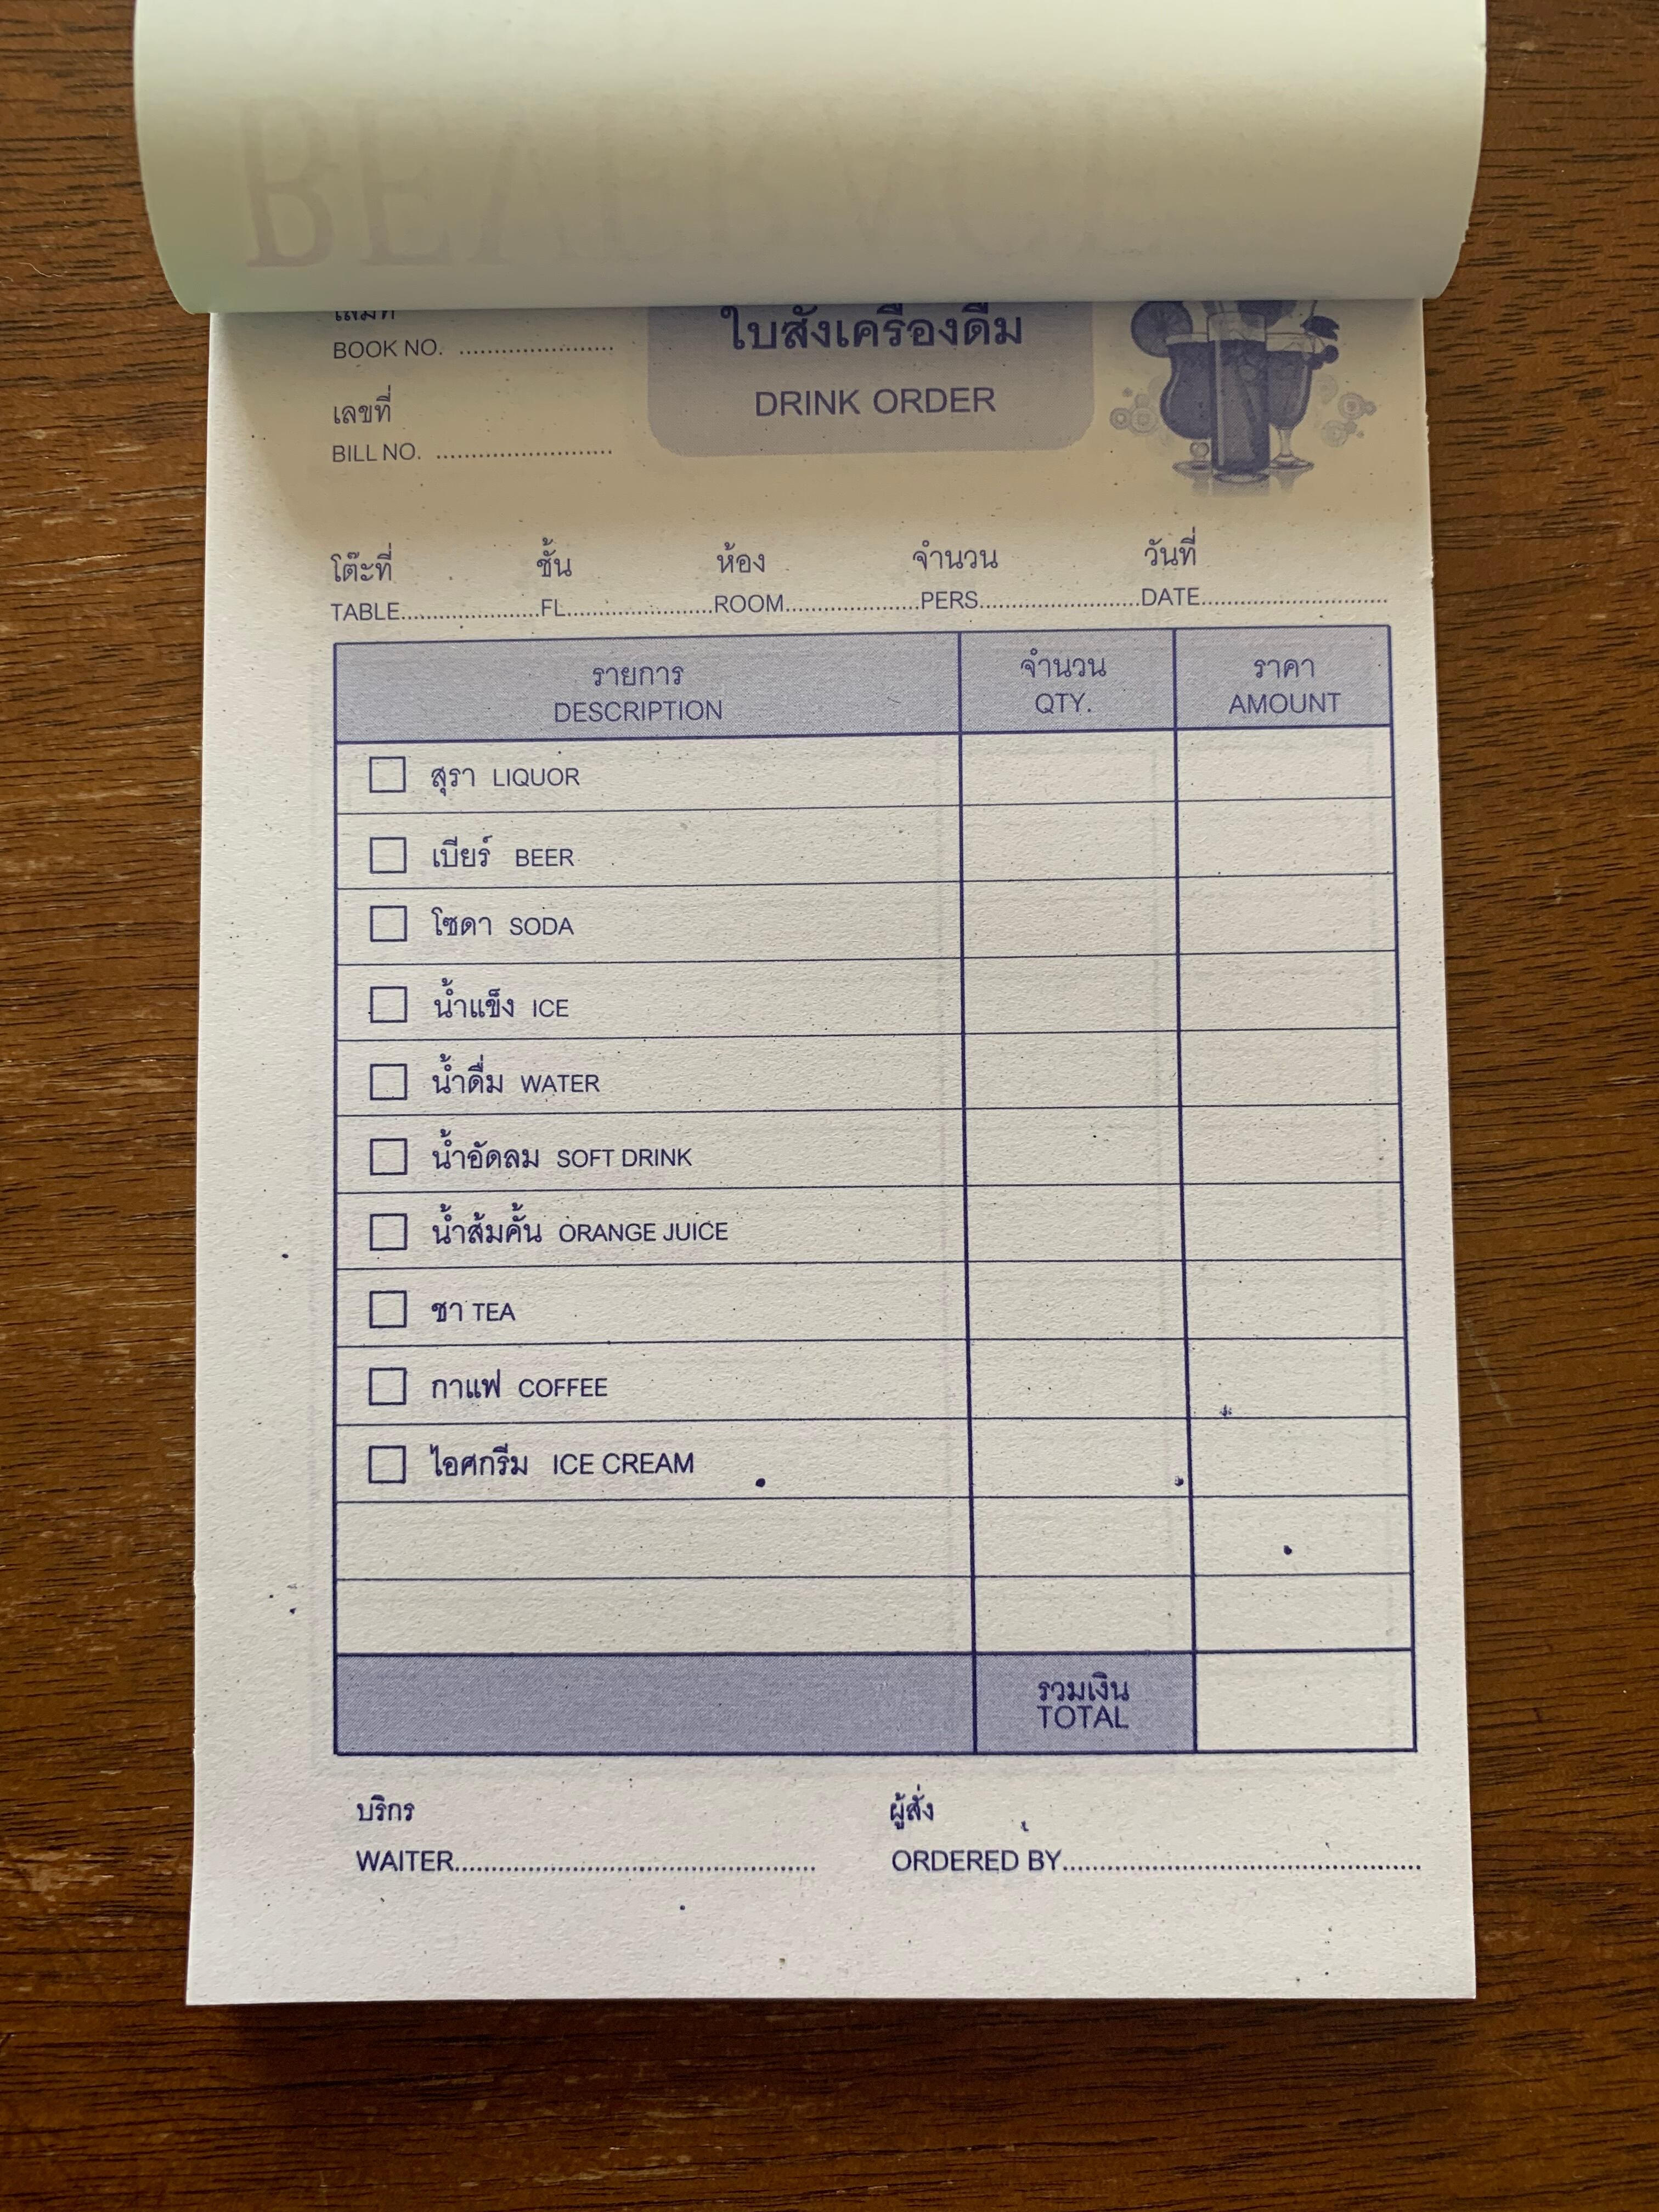 BEVERAGE
เล่มที่
BOOK NO. ........................
ใบสั่งเครื่องดื่ม
DRINK ORDER
เลขที่
BILL NO. ...........................
โต๊ะที่ ชั้น ห้อง จำนวน วันที่
TABLE......................FL.......................ROOM.....................PERS.........................DATE..............................
รายการ จำนวน ราคา
DESCRIPTION QTY. AMOUNT
สุรา LIQUOR
เบียร์ BEER
โซดา SODA
น้ำแข็ง ICE
น้ำดื่ม WATER
น้ำอัดลม SOFT DRINK
น้ำส้มคั้น ORANGE JUICE
ชา TEA
กาแฟ COFFEE
ไอศกรีม ICE CREAM
รวมเงิน
TOTAL
บริกร ผู้สั่ง
WAITER.................................................... ORDERED BY....................................................